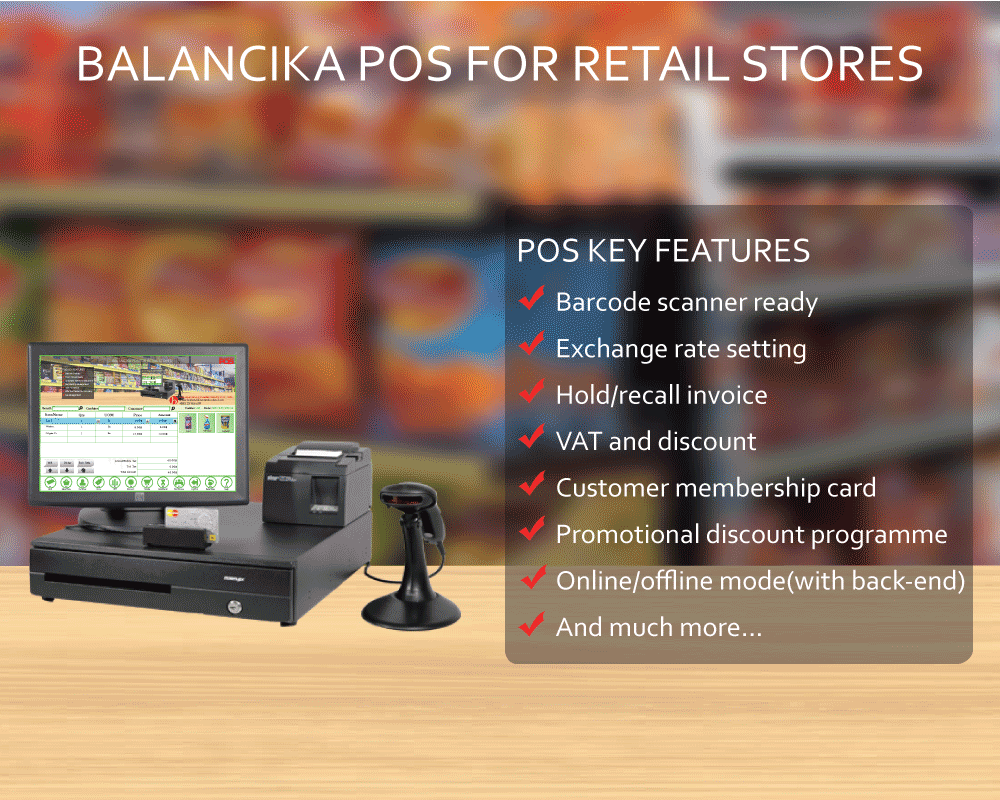 BALANCIKA POS FOR RETAIL STORES
POS KEY FEATURES
Barcode scanner ready
Exchange rate setting
Hold/recall invoice
VAT and discount
Customer membership card
Promotional discount programme
Online/offline mode(with back-end)
And much more...